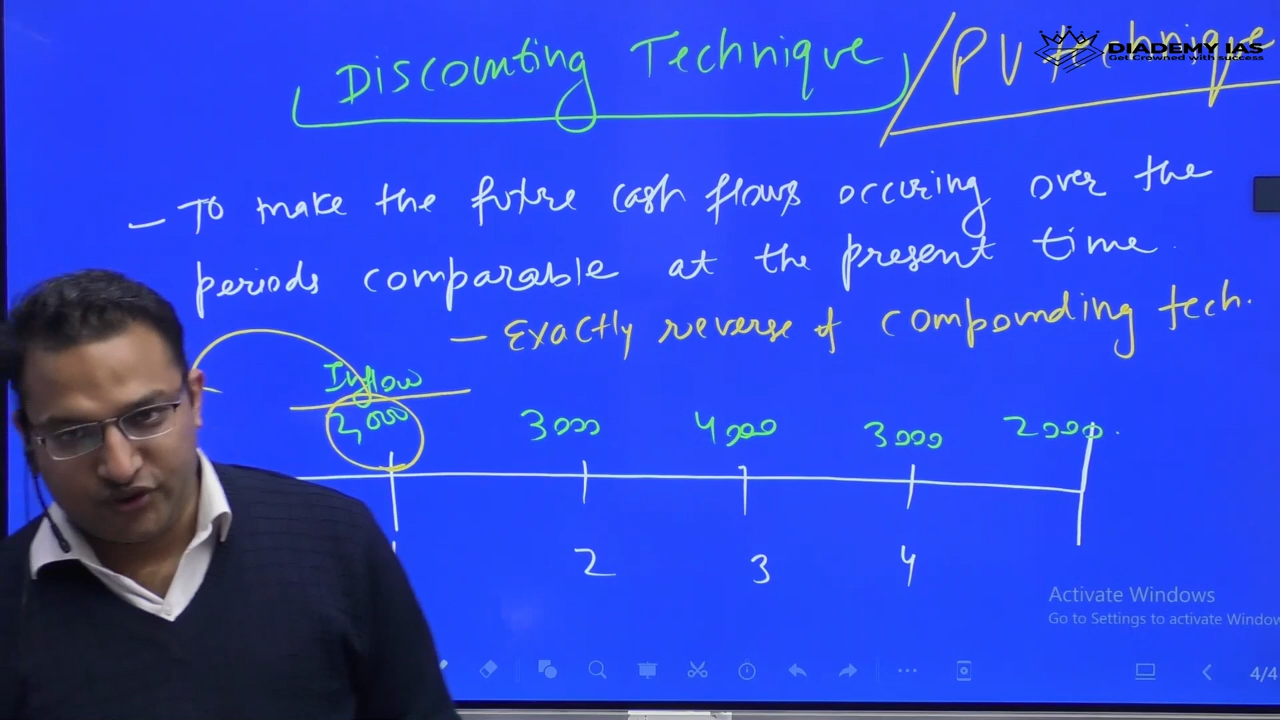 Discounting Technique / PV technique
DIADEMY IAS
Get Crowned with success
- To make the future cash flows occuring over the
periods comparable at the present time
- Exactly reverse of compounding tech.
Inflow
3000 4000 3000 2000
1 2 3 4
Activate Windows
Go to Settings to activate Window
4/4